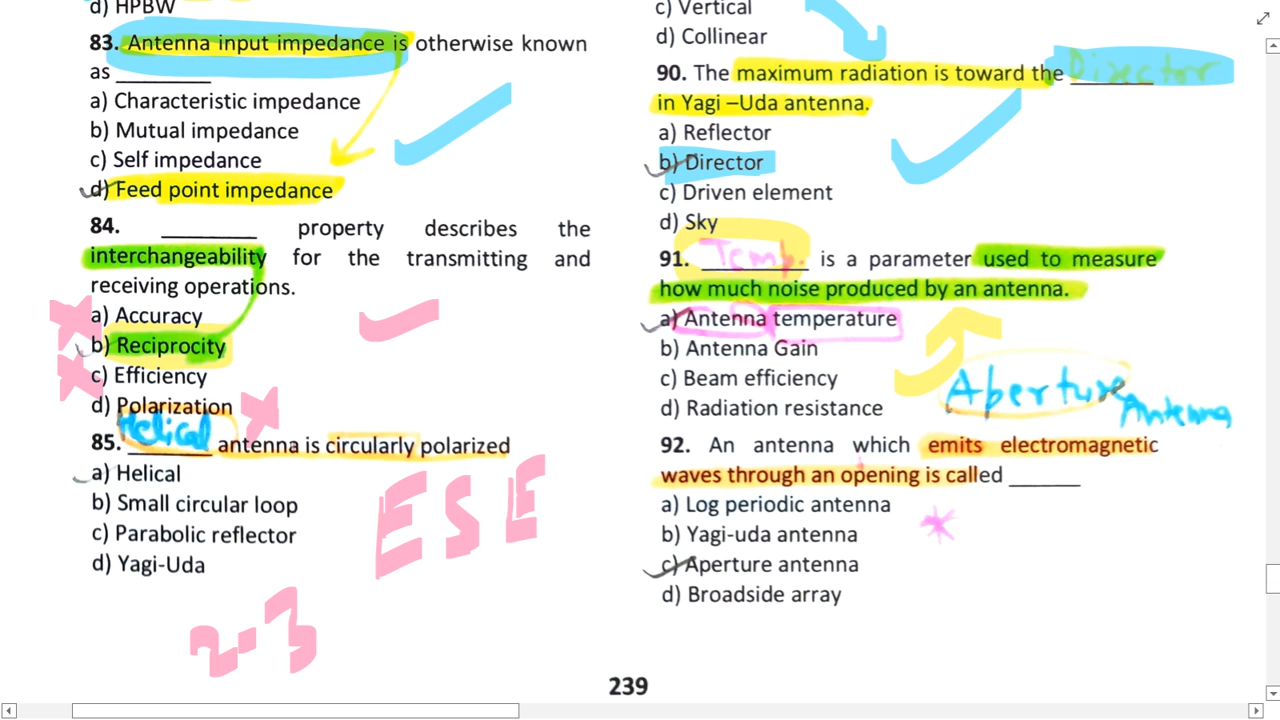 d) HPBW
83. Antenna input impedance is otherwise known
as ________
a) Characteristic impedance
b) Mutual impedance
c) Self impedance
d) Feed point impedance
84. ________ property describes the
interchangeability for the transmitting and
receiving operations.
a) Accuracy
b) Reciprocity
c) Efficiency
d) Polarization
Helical
85. ________ antenna is circularly polarized
a) Helical
b) Small circular loop
c) Parabolic reflector
d) Yagi-Uda
ESE
2-3
c) Vertical
d) Collinear
90. The maximum radiation is toward the ________ Director
in Yagi –Uda antenna.
a) Reflector
b) Director
c) Driven element
d) Sky
Temp.
91. ________ is a parameter used to measure
how much noise produced by an antenna.
a) Antenna temperature
b) Antenna Gain
c) Beam efficiency
d) Radiation resistance
Aperture
Antenna
92. An antenna which emits electromagnetic
waves through an opening is called ______
a) Log periodic antenna
b) Yagi-uda antenna
c) Aperture antenna
d) Broadside array
239